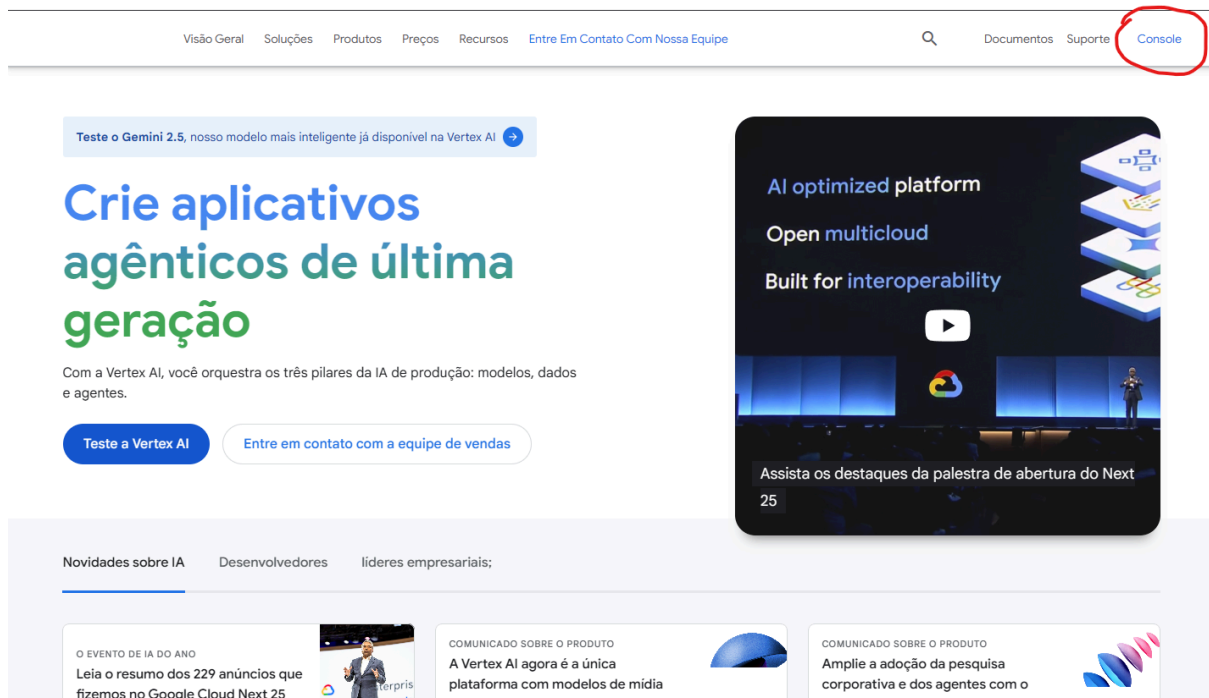 Visão Geral Soluções Produtos Preços Recursos Entre Em Contato Com Nossa Equipe Documentos Suporte Console
Teste o Gemini 2.5, nosso modelo mais inteligente já disponível na Vertex AI
Crie aplicativos
agênticos de última
geração
Com a Vertex AI, você orquestra os três pilares da IA de produção: modelos, dados
e agentes.
Teste a Vertex AI Entre em contato com a equipe de vendas
AI optimized platform
Open multicloud
Built for interoperability
Assista os destaques da palestra de abertura do Next
25
Novidades sobre IA Desenvolvedores líderes empresariais;
O EVENTO DE IA DO ANO
Leia o resumo dos 229 anúncios que
fizemos no Google Cloud Next 25
erpris
COMUNICADO SOBRE O PRODUTO
A Vertex AI agora é a única
plataforma com modelos de mídia
COMUNICADO SOBRE O PRODUTO
Amplie a adoção da pesquisa
corporativa e dos agentes com o